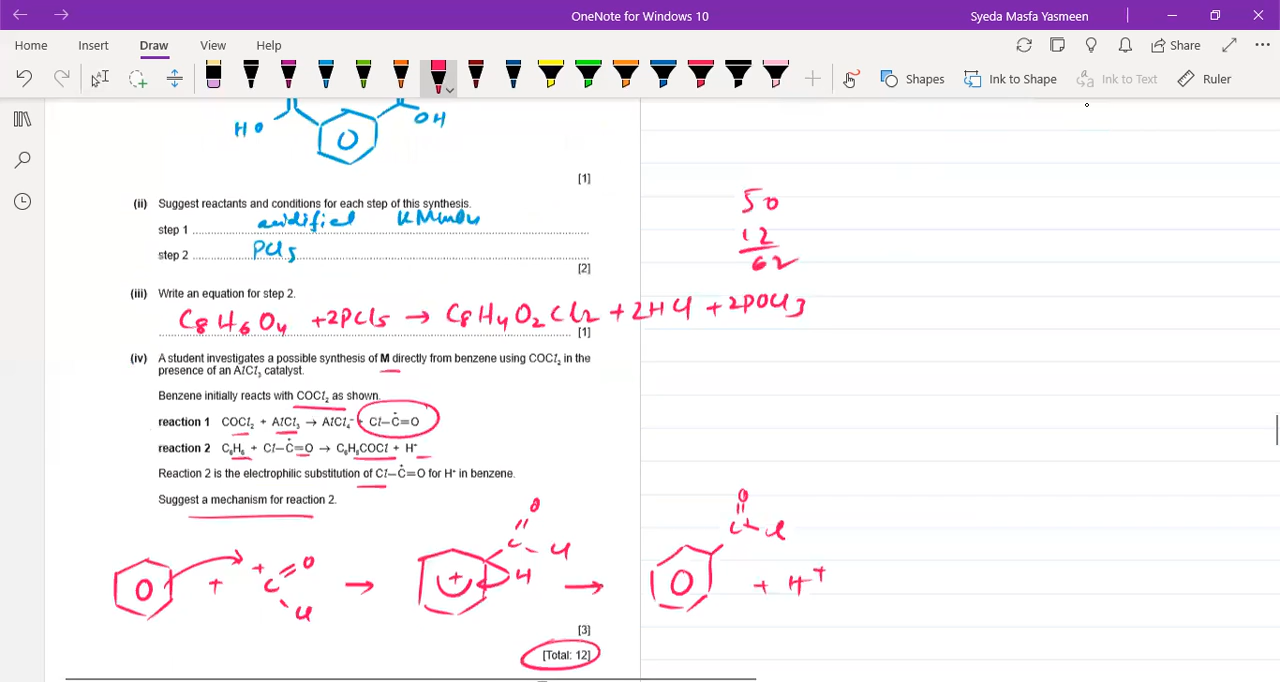 OneNote for Windows 10
Syeda Masfa Yasmeen
Home Insert Draw View Help
Share
Shapes Ink to Shape Ink to Text Ruler
HO OH
[1]
(ii) Suggest reactants and conditions for each step of this synthesis.
step 1 acidified KMnO4
step 2 PCl5
[2]
(iii) Write an equation for step 2.
C8H6O4 + 2PCl5 → C8H4O2Cl2 + 2HCl + 2POCl3
[1]
(iv) A student investigates a possible synthesis of M directly from benzene using COCl2 in the
presence of an AlCl3 catalyst.
Benzene initially reacts with COCl2 as shown.
reaction 1 COCl2 + AlCl3 → AlCl4– + Cl–C+=O
reaction 2 C6H6 + Cl–C+=O → C6H5COCl + H+
Reaction 2 is the electrophilic substitution of Cl–C+=O for H+ in benzene.
Suggest a mechanism for reaction 2.
+ + C O Cl → + C O Cl H → C O Cl + H+
[3]
[Total: 12]
50
12
62